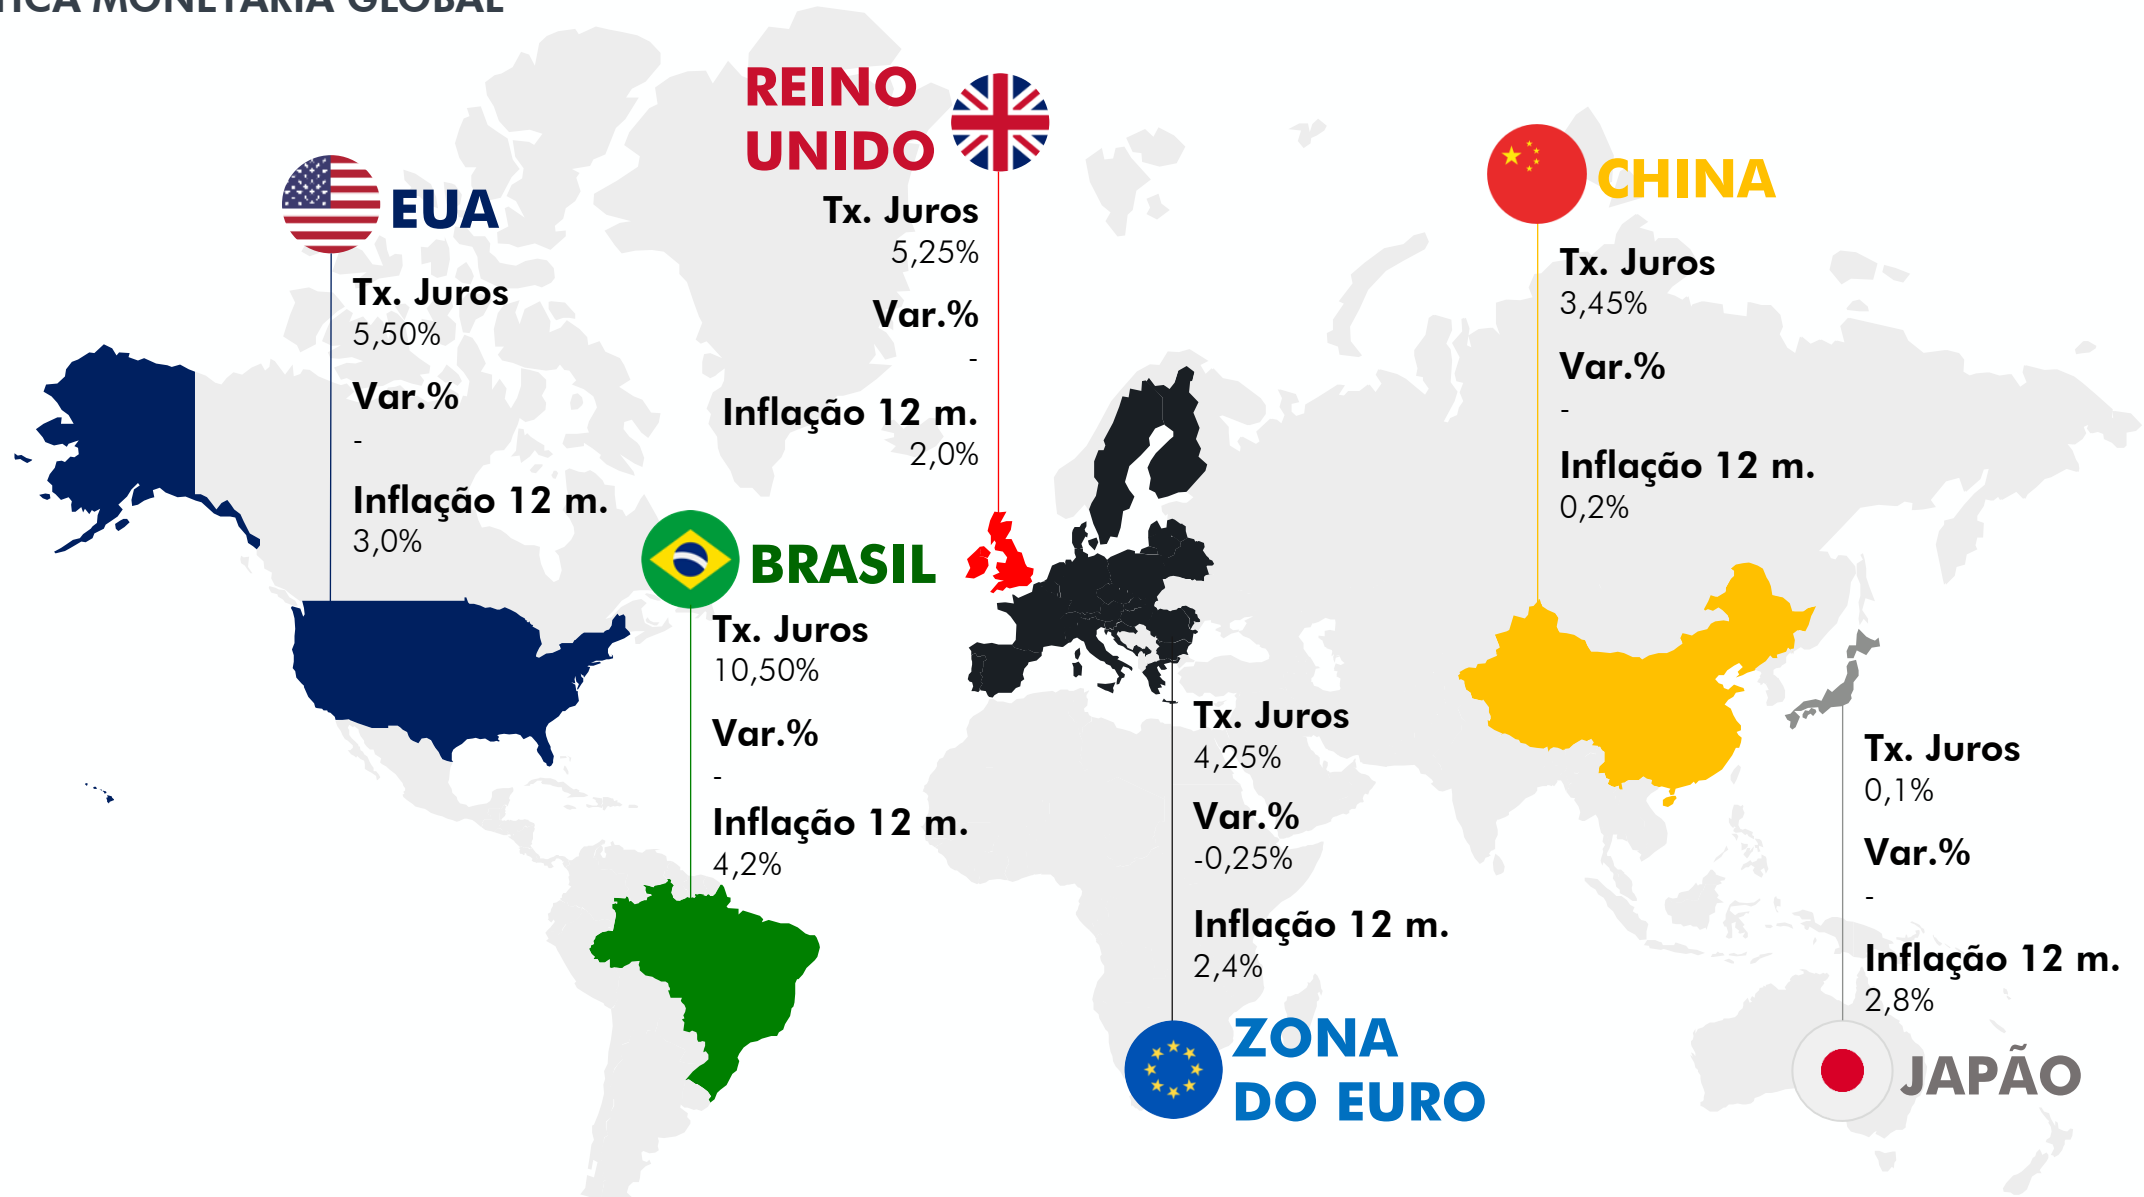 MONETÁRIA GLOBAL
REINO
UNIDO
Tx. Juros
5,25%
Var.%
-
Inflação 12 m.
2,0%
EUA
Tx. Juros
5,50%
Var.%
-
Inflação 12 m.
3,0%
CHINA
Tx. Juros
3,45%
Var.%
-
Inflação 12 m.
0,2%
BRASIL
Tx. Juros
10,50%
Var.%
-
Inflação 12 m.
4,2%
Tx. Juros
4,25%
Var.%
-0,25%
Inflação 12 m.
2,4%
ZONA
DO EURO
Tx. Juros
0,1%
Var.%
-
Inflação 12 m.
2,8%
JAPÃO